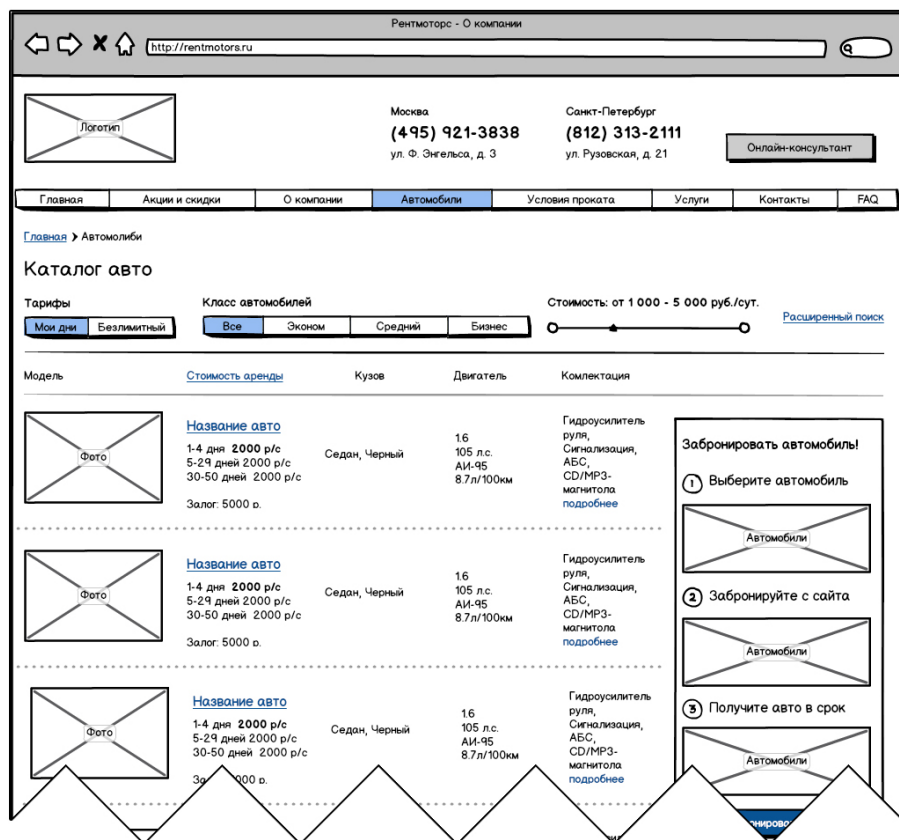 Рентмоторс - О компании
http://rentmotors.ru
Логотип
Москва
(495) 921-3838
ул. Ф. Энгельса, д. 3
Санкт-Петербург
(812) 313-2111
ул. Рузовская, д. 21
Онлайн-консультант
Главная Акции и скидки О компании Автомобили Условия проката Услуги Контакты FAQ
Главная Автомолиби
Каталог авто
Тарифы
Мои дни Безлимитный
Класс автомобилей
Все Эконом Средний Бизнес
Стоимость: от 1 000 - 5 000 руб./сут.
Расширенный поиск
Модель Стоимость аренды Кузов Двигатель Комлектация
Фото
Название авто
1-4 дня 2000 р/с
5-29 дней 2000 р/с
30-50 дней 2000 р/с
Залог: 5000 р.
Седан, Черный
1.6
105 л.с.
АИ-95
8.7л/100км
Гидроусилитель
руля,
Сигнализация,
АБС,
CD/MP3-
магнитола
подробнее
Фото
Название авто
1-4 дня 2000 р/с
5-29 дней 2000 р/с
30-50 дней 2000 р/с
Залог: 5000 р.
Седан, Черный
1.6
105 л.с.
АИ-95
8.7л/100км
Гидроусилитель
руля,
Сигнализация,
АБС,
CD/MP3-
магнитола
подробнее
Фото
Название авто
1-4 дня 2000 р/с
5-29 дней 2000 р/с
30-50 дней 2000 р/с
Седан, Черный
1.6
105 л.с.
АИ-95
8.7л/100км
Гидроусилитель
руля,
Сигнализация,
АБС,
CD/MP3-
магнитола
подробнее
Забронировать автомобиль!
1 Выберите автомобиль
Автомобили
2 Забронируйте с сайта
Автомобили
3 Получите авто в срок
Автомобили